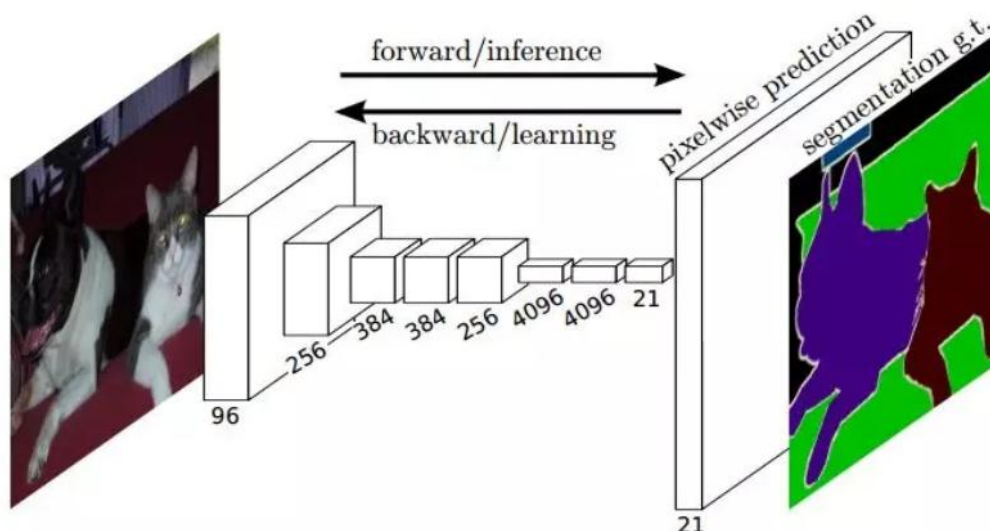 forward/inference
backward/learning
pixelwise prediction
segmentation g.t.
96
256
384
384
256
4096
4096
21
21